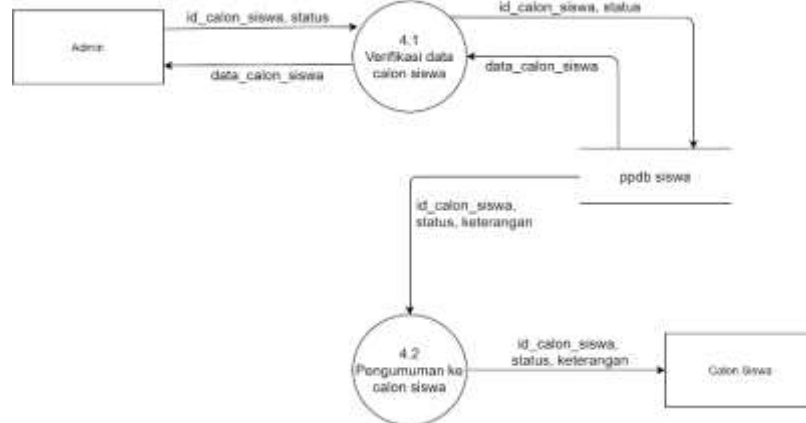 id_calon_siswa, status
id_calon_siswa, status
Admin
4.1
Verifikasi data
calon siswa
data_calon_siswa
data_calon_siswa
ppdb siswa
id_calon_siswa,
status, keterangan
4.2
Pengumuman ke
calon siswa
id_calon_siswa,
status, keterangan
Calon Siswa